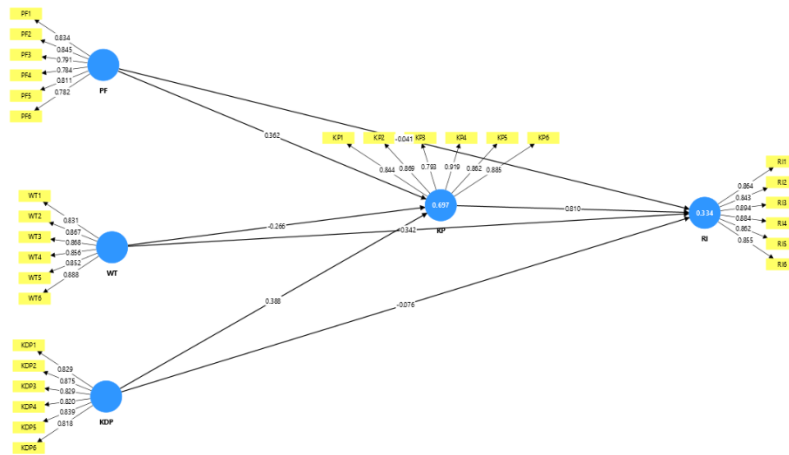 PF1
PF2
PF3
PF4
PF5
PF6
0.834
0.845
0.791
0.784
0.811
0.782
PF
0.362
-0.041
KP1
KP2
KP3
KP4
KP5
KP6
0.844
0.869
0.793
0.919
0.862
0.885
0.697
KP
0.810
WT1
WT2
WT3
WT4
WT5
WT6
0.831
0.867
0.868
0.856
0.852
0.888
WT
-0.266
0.342
RI1
RI2
RI3
RI4
RI5
RI6
0.864
0.843
0.894
0.884
0.862
0.855
0.334
RI
KDP1
KDP2
KDP3
KDP4
KDP5
KDP6
0.829
0.875
0.829
0.820
0.839
0.818
KDP
0.388
-0.076